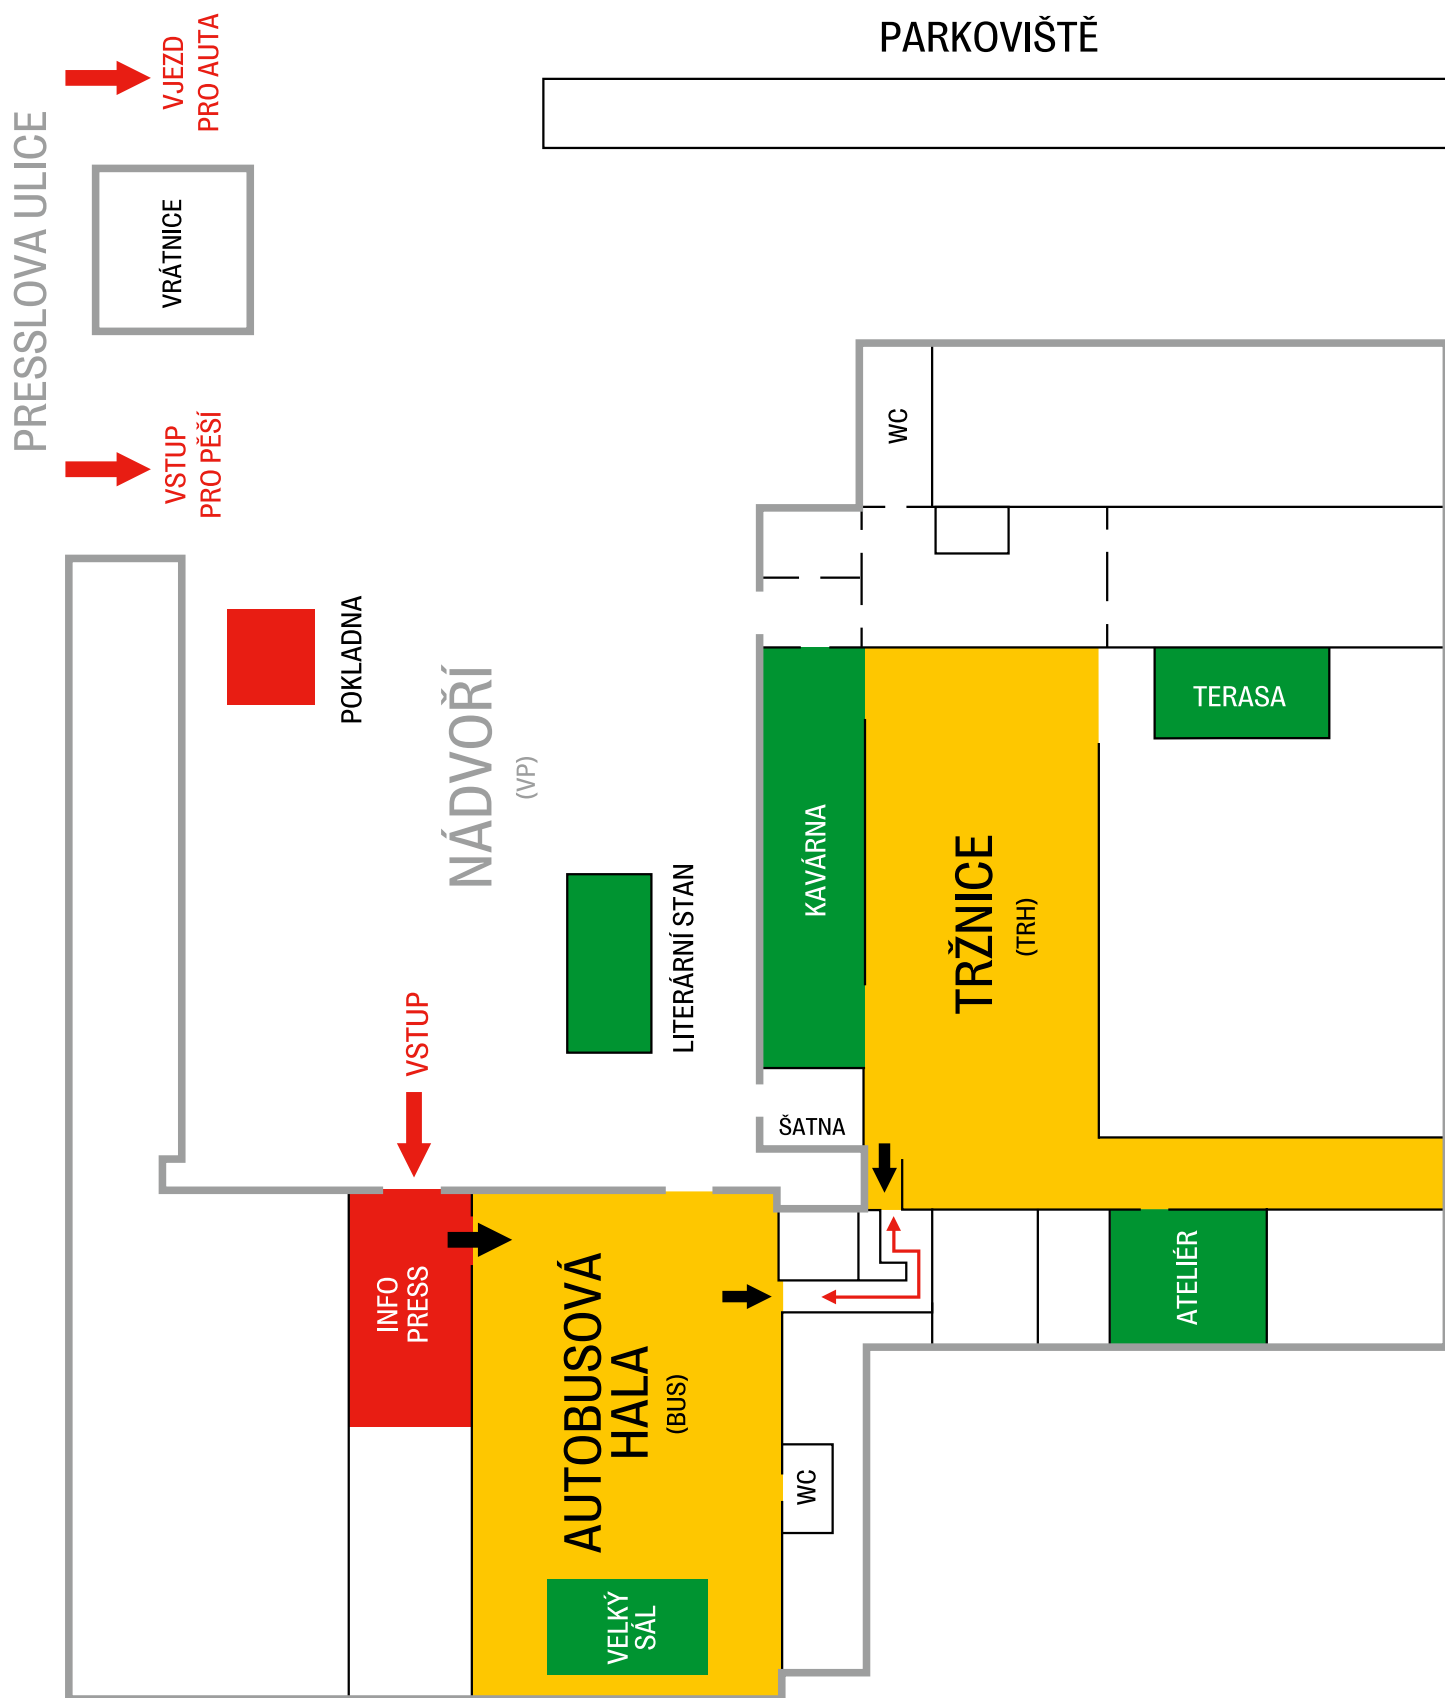 PARKOVIŠTĚ
PRESSLOVA ULICE
VJEZD
PRO AUTA
VRÁTNICE
VSTUP
PRO PĚŠÍ
WC
POKLADNA
NÁDVOŘÍ
(VP)
TERASA
KAVÁRNA
TRŽNICE
(TRH)
LITERÁRNÍ STAN
VSTUP
ŠATNA
INFO
PRESS
AUTOBUSOVÁ
HALA
(BUS)
ATELIÉR
WC
VELKÝ
SÁL